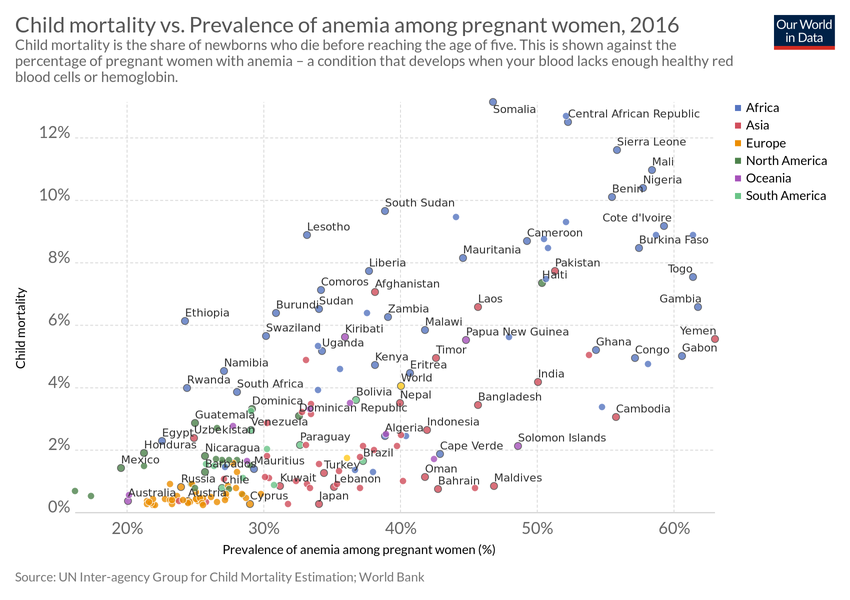 Child mortality vs. Prevalence of anemia among pregnant women, 2016
Our World
in Data
Child mortality is the share of newborns who die before reaching the age of five. This is shown against the
percentage of pregnant women with anemia – a condition that develops when your blood lacks enough healthy red
blood cells or hemoglobin.
Africa
Asia
Europe
North America
Oceania
South America
Somalia
Central African Republic
12%
Sierra Leone
Mali
Nigeria
Benin
10%
South Sudan
Cote d'Ivoire
Lesotho
Cameroon
Burkina Faso
Mauritania
8%
Liberia
Pakistan
Togo
Haiti
Comoros
Afghanistan
Laos
Gambia
Burundi
Sudan
Ethiopia
Zambia
6%
Malawi
Swaziland
Kiribati
Papua New Guinea
Yemen
Uganda
Ghana
Gabon
Timor
Congo
Kenya
Namibia
Eritrea
India
Rwanda
South Africa
World
4%
Bolivia
Nepal
Bangladesh
Dominica
Dominican Republic
Cambodia
Guatemala
Venezuela
Algeria
Indonesia
Egypt
Uzbekistan
Paraguay
Solomon Islands
Honduras
Nicaragua
Cape Verde
2%
Brazil
Barbados
Mauritius
Turkey
Oman
Russia
Chile
Kuwait
Lebanon
Bahrain
Maldives
Australia
Austria
Cyprus
Japan
0%
20%
30%
40%
50%
60%
Child mortality
Prevalence of anemia among pregnant women (%)
Source: UN Inter-agency Group for Child Mortality Estimation; World Bank